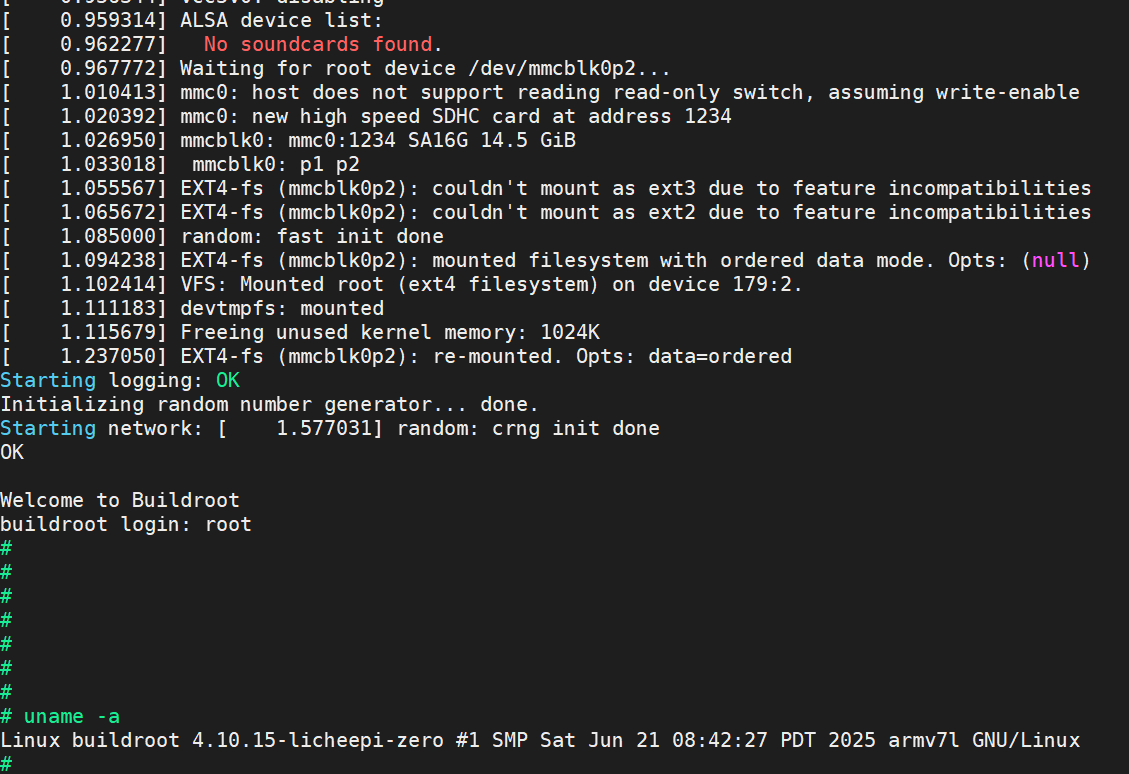 [    0.956344] vcc5v0: disabling
[    0.959314] ALSA device list:
[    0.962277]   No soundcards found.
[    0.967772] Waiting for root device /dev/mmcblk0p2...
[    1.010413] mmc0: host does not support reading read-only switch, assuming write-enable
[    1.020392] mmc0: new high speed SDHC card at address 1234
[    1.026950] mmcblk0: mmc0:1234 SA16G 14.5 GiB
[    1.033018]  mmcblk0: p1 p2
[    1.055567] EXT4-fs (mmcblk0p2): couldn't mount as ext3 due to feature incompatibilities
[    1.065672] EXT4-fs (mmcblk0p2): couldn't mount as ext2 due to feature incompatibilities
[    1.085000] random: fast init done
[    1.094238] EXT4-fs (mmcblk0p2): mounted filesystem with ordered data mode. Opts: (null)
[    1.102414] VFS: Mounted root (ext4 filesystem) on device 179:2.
[    1.111183] devtmpfs: mounted
[    1.115679] Freeing unused kernel memory: 1024K
[    1.237050] EXT4-fs (mmcblk0p2): re-mounted. Opts: data=ordered
Starting logging: OK
Initializing random number generator... done.
Starting network: [    1.577031] random: crng init done
OK

Welcome to Buildroot
buildroot login: root
#
#
#
#
#
#
#
# uname -a
Linux buildroot 4.10.15-licheepi-zero #1 SMP Sat Jun 21 08:42:27 PDT 2025 armv7l GNU/Linux
#